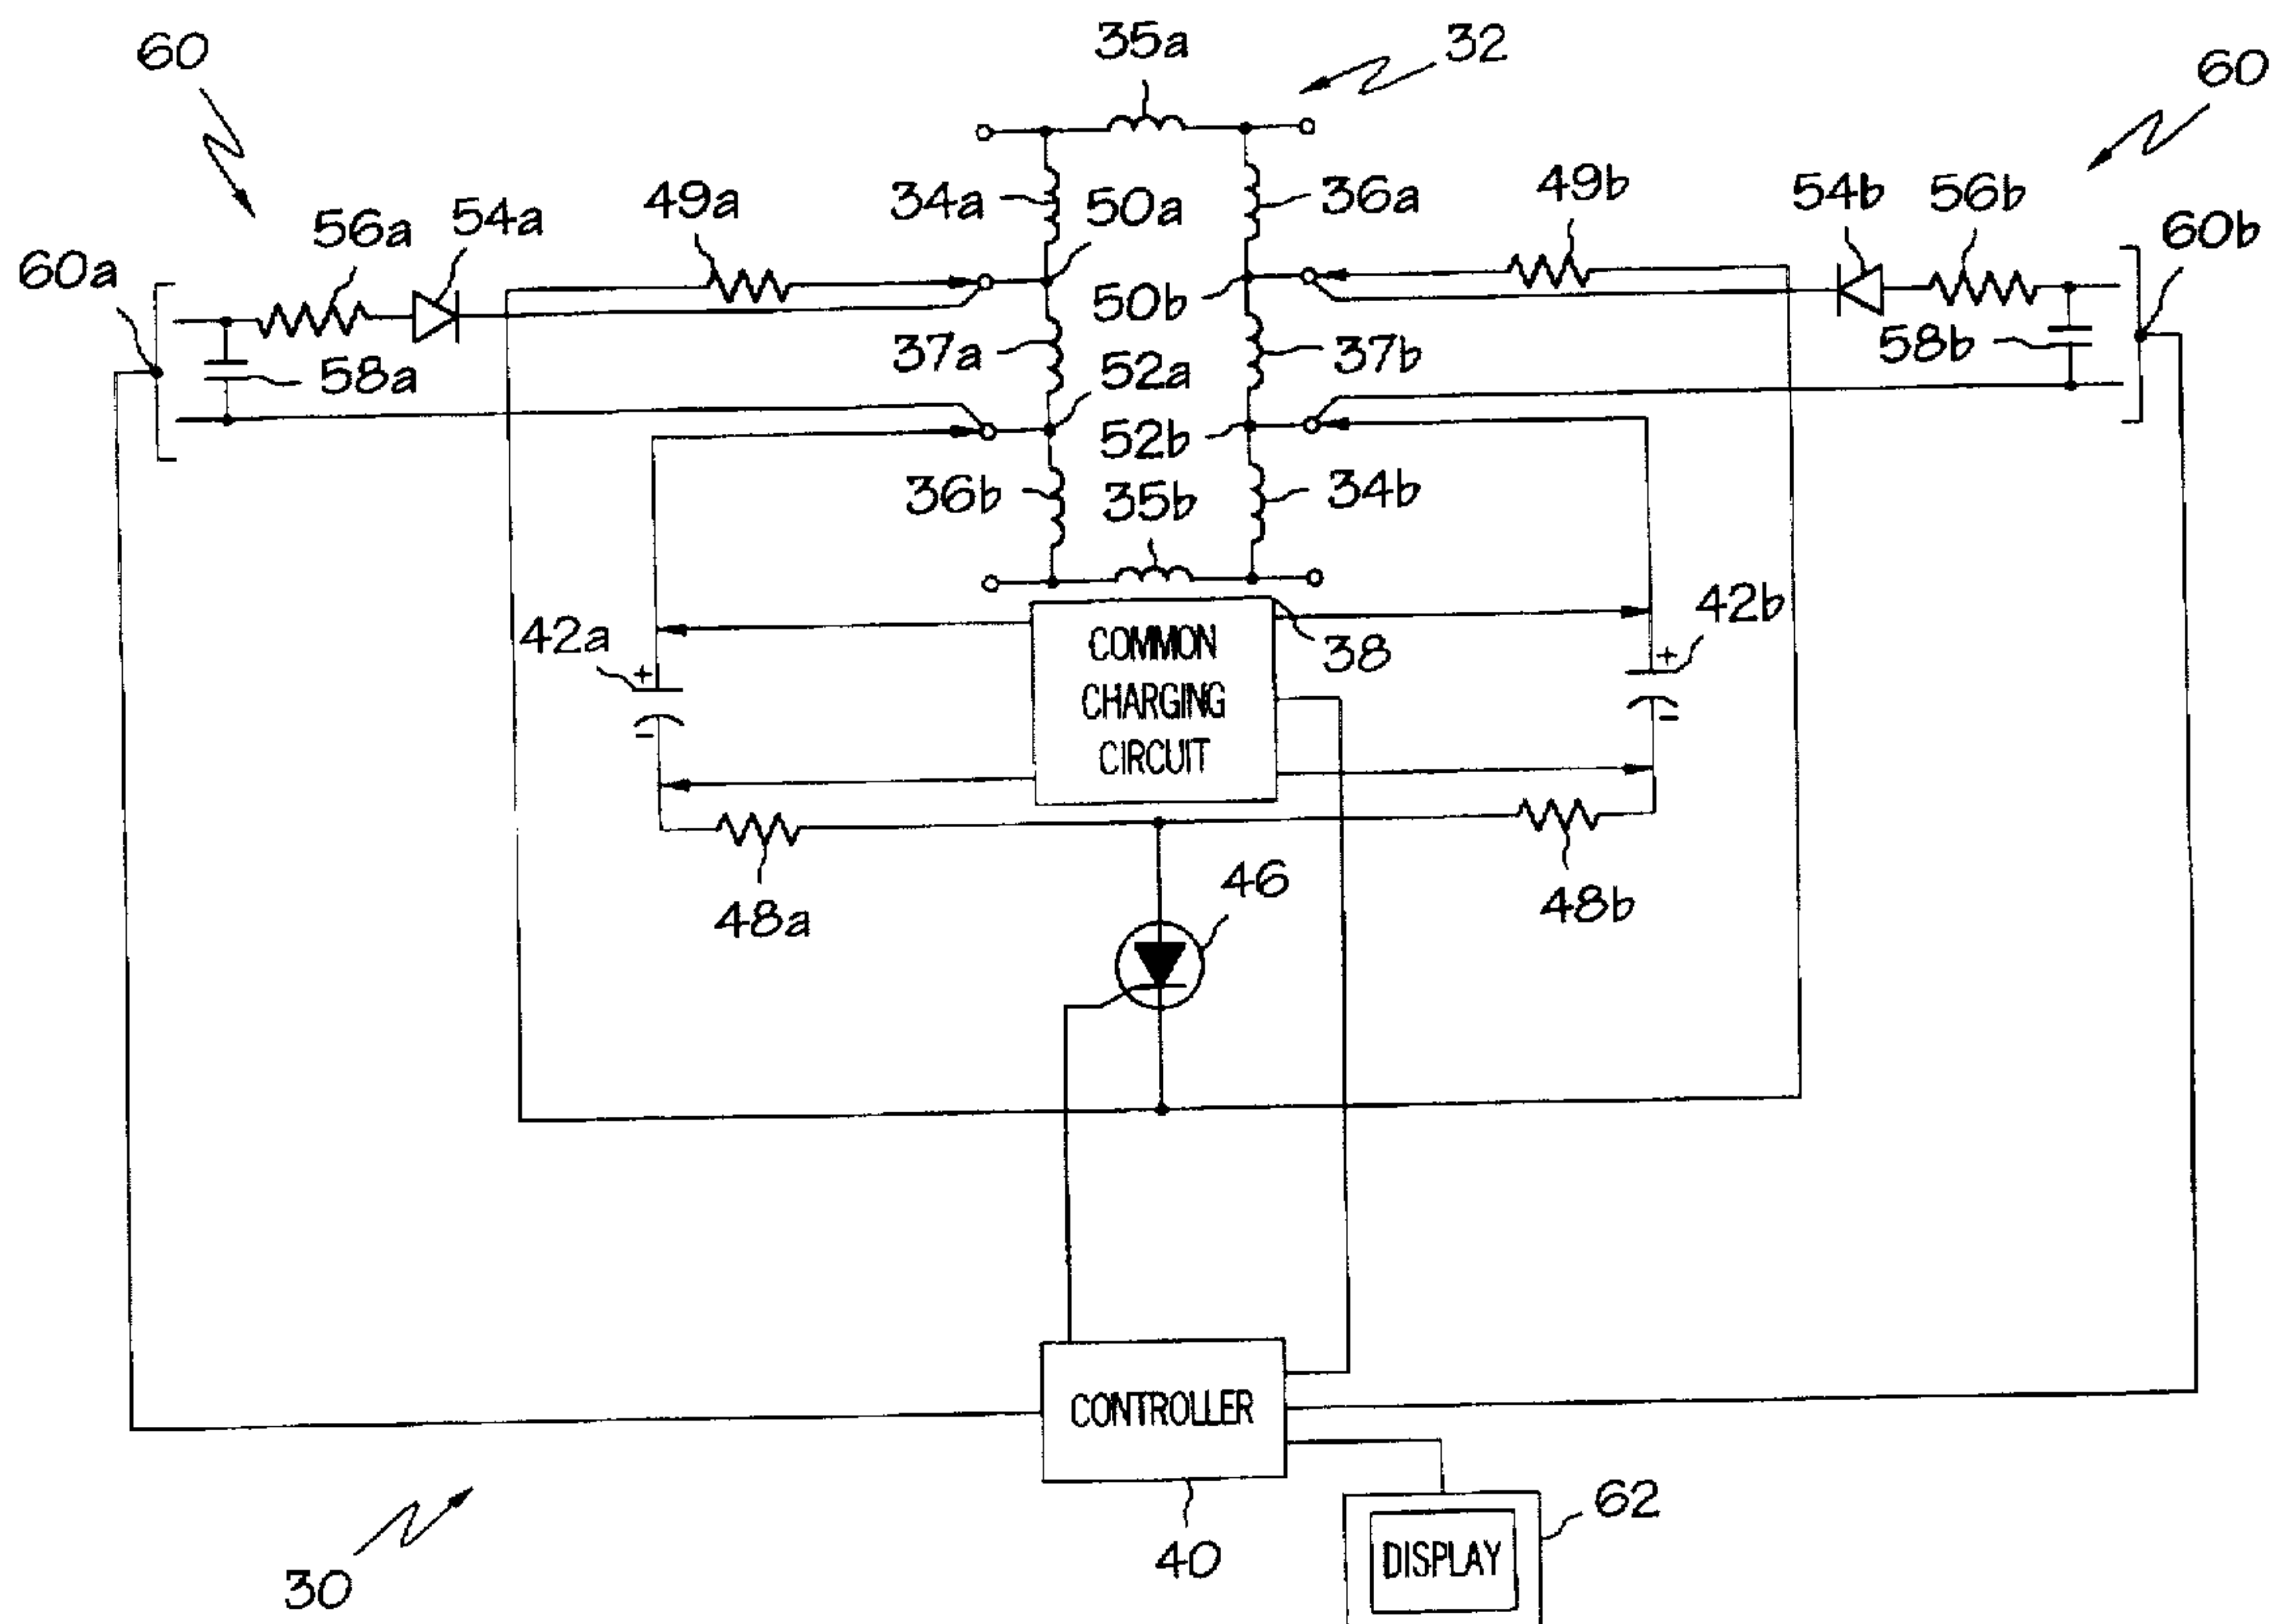 35a
32
60
60
34a
50a
36a
49a
49b
54b
56b
56a
54a
60a
60b
50b
37a
52a
37b
58a
58b
52b
36b
35b
34b
42a
+
-
COMMON
CHARGING
CIRCUIT
38
42b
+
-
48a
46
48b
CONTROLLER
40
62
DISPLAY
30